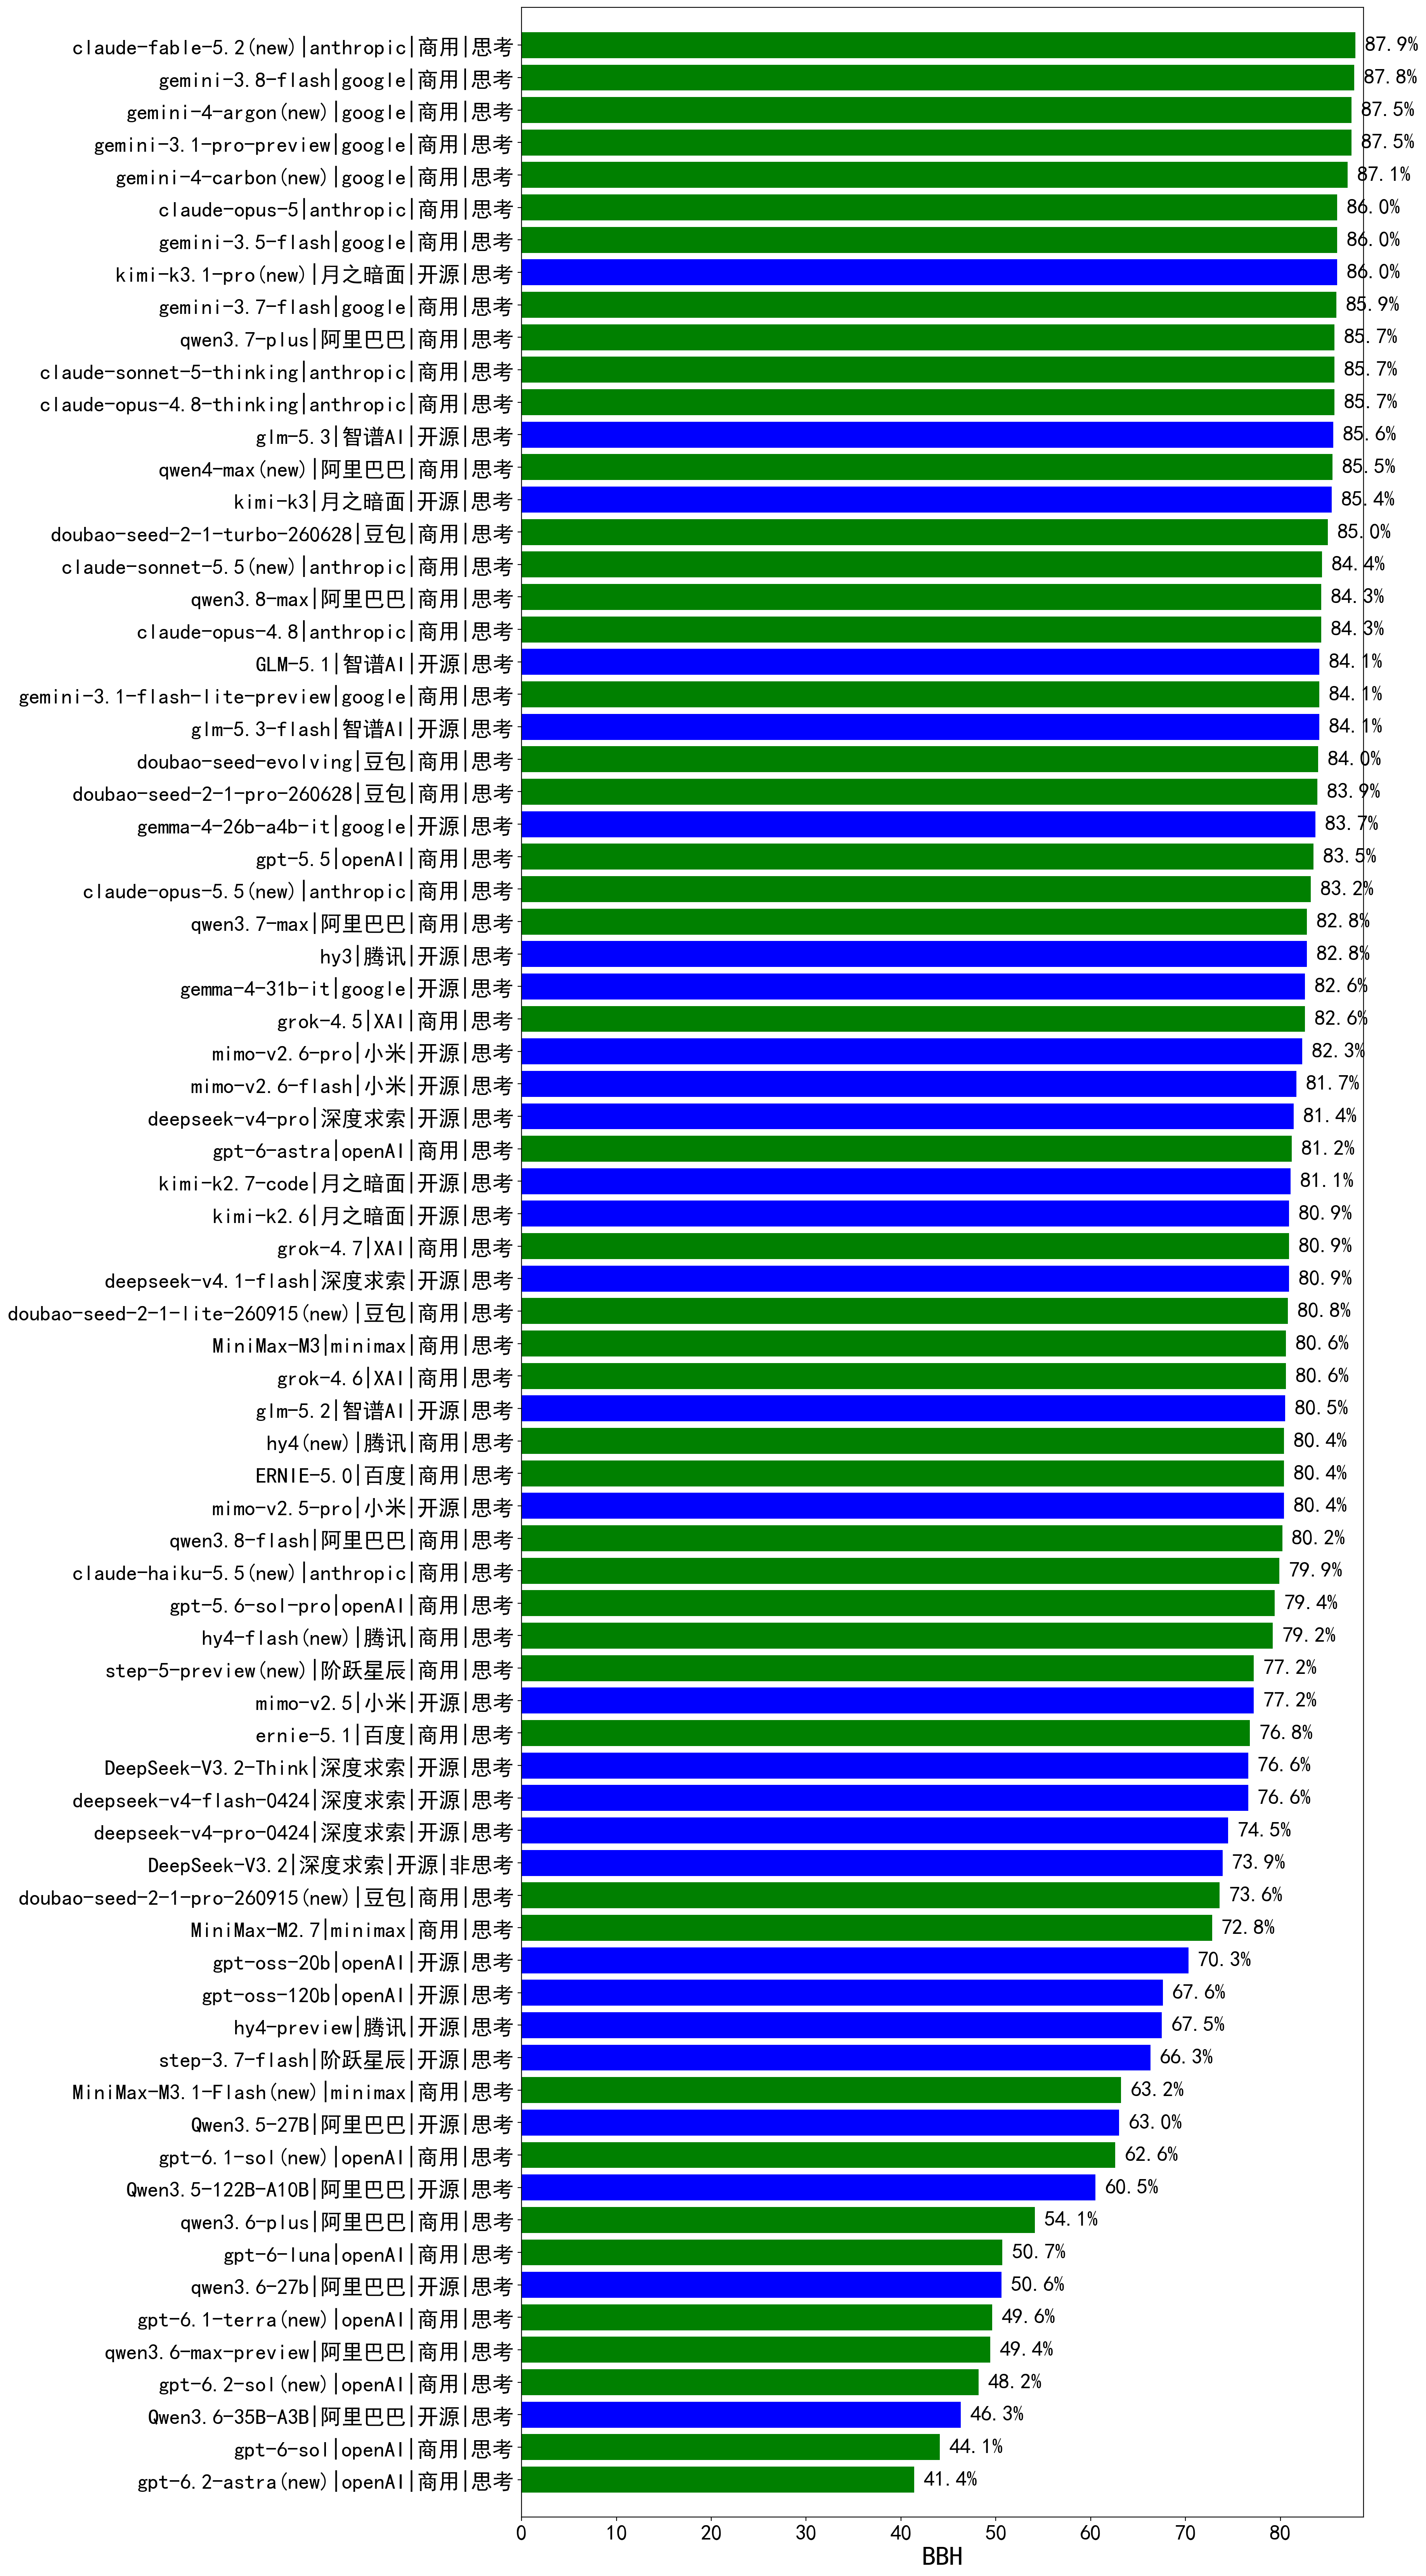 claude-fable-5.2(new)|anthropic|商用|思考 87.9%
gemini-3.8-flash|google|商用|思考 87.8%
gemini-4-argon(new)|google|商用|思考 87.5%
gemini-3.1-pro-preview|google|商用|思考 87.5%
gemini-4-carbon(new)|google|商用|思考 87.1%
claude-opus-5|anthropic|商用|思考 86.0%
gemini-3.5-flash|google|商用|思考 86.0%
kimi-k3.1-pro(new)|月之暗面|开源|思考 86.0%
gemini-3.7-flash|google|商用|思考 85.9%
qwen3.7-plus|阿里巴巴|商用|思考 85.7%
claude-sonnet-5-thinking|anthropic|商用|思考 85.7%
claude-opus-4.8-thinking|anthropic|商用|思考 85.7%
glm-5.3|智谱AI|开源|思考 85.6%
qwen4-max(new)|阿里巴巴|商用|思考 85.5%
kimi-k3|月之暗面|开源|思考 85.4%
doubao-seed-2-1-turbo-260628|豆包|商用|思考 85.0%
claude-sonnet-5.5(new)|anthropic|商用|思考 84.4%
qwen3.8-max|阿里巴巴|商用|思考 84.3%
claude-opus-4.8|anthropic|商用|思考 84.3%
GLM-5.1|智谱AI|开源|思考 84.1%
gemini-3.1-flash-lite-preview|google|商用|思考 84.1%
glm-5.3-flash|智谱AI|开源|思考 84.1%
doubao-seed-evolving|豆包|商用|思考 84.0%
doubao-seed-2-1-pro-260628|豆包|商用|思考 83.9%
gemma-4-26b-a4b-it|google|开源|思考 83.7%
gpt-5.5|openAI|商用|思考 83.5%
claude-opus-5.5(new)|anthropic|商用|思考 83.2%
qwen3.7-max|阿里巴巴|商用|思考 82.8%
hy3|腾讯|开源|思考 82.8%
gemma-4-31b-it|google|开源|思考 82.6%
grok-4.5|XAI|商用|思考 82.6%
mimo-v2.6-pro|小米|开源|思考 82.3%
mimo-v2.6-flash|小米|开源|思考 81.7%
deepseek-v4-pro|深度求索|开源|思考 81.4%
gpt-6-astra|openAI|商用|思考 81.2%
kimi-k2.7-code|月之暗面|开源|思考 81.1%
kimi-k2.6|月之暗面|开源|思考 80.9%
grok-4.7|XAI|商用|思考 80.9%
deepseek-v4.1-flash|深度求索|开源|思考 80.9%
doubao-seed-2-1-lite-260915(new)|豆包|商用|思考 80.8%
MiniMax-M3|minimax|商用|思考 80.6%
grok-4.6|XAI|商用|思考 80.6%
glm-5.2|智谱AI|开源|思考 80.5%
hy4(new)|腾讯|商用|思考 80.4%
ERNIE-5.0|百度|商用|思考 80.4%
mimo-v2.5-pro|小米|开源|思考 80.4%
qwen3.8-flash|阿里巴巴|商用|思考 80.2%
claude-haiku-5.5(new)|anthropic|商用|思考 79.9%
gpt-5.6-sol-pro|openAI|商用|思考 79.4%
hy4-flash(new)|腾讯|商用|思考 79.2%
step-5-preview(new)|阶跃星辰|商用|思考 77.2%
mimo-v2.5|小米|开源|思考 77.2%
ernie-5.1|百度|商用|思考 76.8%
DeepSeek-V3.2-Think|深度求索|开源|思考 76.6%
deepseek-v4-flash-0424|深度求索|开源|思考 76.6%
deepseek-v4-pro-0424|深度求索|开源|思考 74.5%
DeepSeek-V3.2|深度求索|开源|非思考 73.9%
doubao-seed-2-1-pro-260915(new)|豆包|商用|思考 73.6%
MiniMax-M2.7|minimax|商用|思考 72.8%
gpt-oss-20b|openAI|开源|思考 70.3%
gpt-oss-120b|openAI|开源|思考 67.6%
hy4-preview|腾讯|开源|思考 67.5%
step-3.7-flash|阶跃星辰|开源|思考 66.3%
MiniMax-M3.1-Flash(new)|minimax|商用|思考 63.2%
Qwen3.5-27B|阿里巴巴|开源|思考 63.0%
gpt-6.1-sol(new)|openAI|商用|思考 62.6%
Qwen3.5-122B-A10B|阿里巴巴|开源|思考 60.5%
qwen3.6-plus|阿里巴巴|商用|思考 54.1%
gpt-6-luna|openAI|商用|思考 50.7%
qwen3.6-27b|阿里巴巴|开源|思考 50.6%
gpt-6.1-terra(new)|openAI|商用|思考 49.6%
qwen3.6-max-preview|阿里巴巴|商用|思考 49.4%
gpt-6.2-sol(new)|openAI|商用|思考 48.2%
Qwen3.6-35B-A3B|阿里巴巴|开源|思考 46.3%
gpt-6-sol|openAI|商用|思考 44.1%
gpt-6.2-astra(new)|openAI|商用|思考 41.4%
0 10 20 30 40 50 60 70 80
BBH